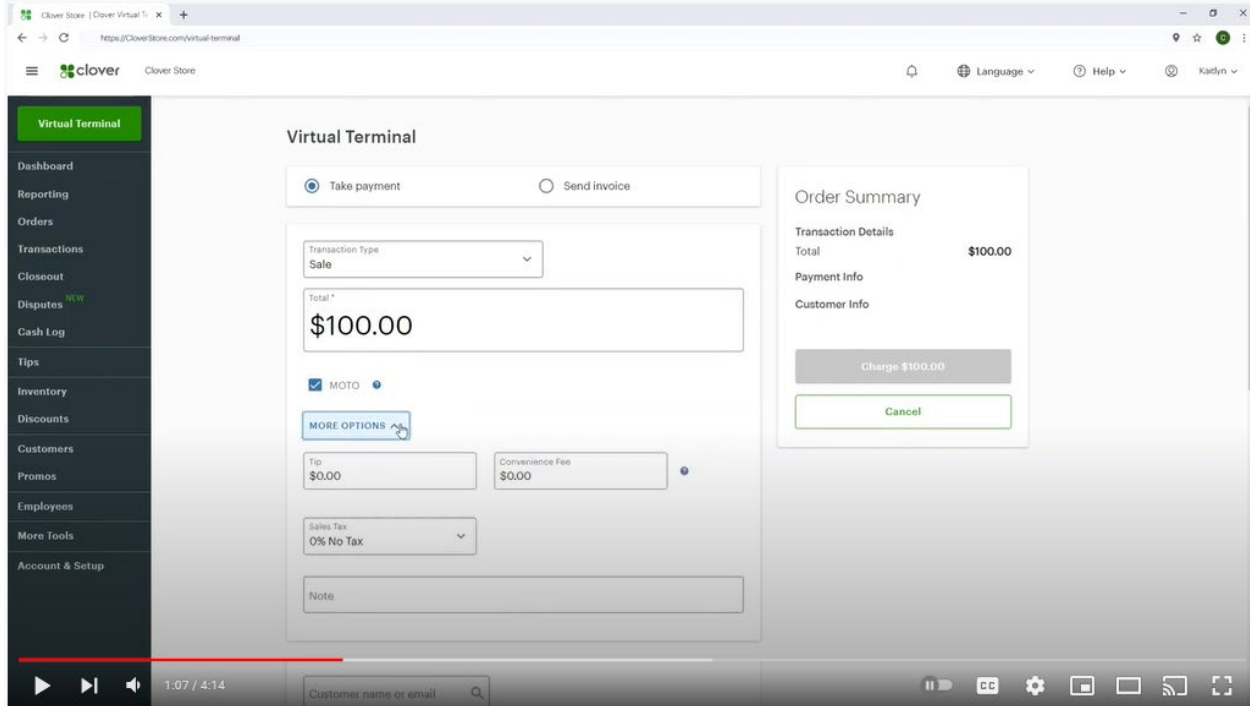 Clover Store | Clover Virtual Te
https://CloverStore.com/virtual-terminal
C
clover
Clover Store
Language
Help
Kaitlyn
Virtual Terminal
Dashboard
Reporting
Orders
Transactions
Closeout
Disputes NEW
Cash Log
Tips
Inventory
Discounts
Customers
Promos
Employees
More Tools
Account & Setup
Virtual Terminal
Take payment
Send invoice
Transaction Type
Sale
Total *
$100.00
MOTO
MORE OPTIONS
Tip
$0.00
Convenience Fee
$0.00
Sales Tax
0% No Tax
Note
Customer name or email
Order Summary
Transaction Details
Total $100.00
Payment Info
Customer Info
Charge $100.00
Cancel
1:07 / 4:14
CC